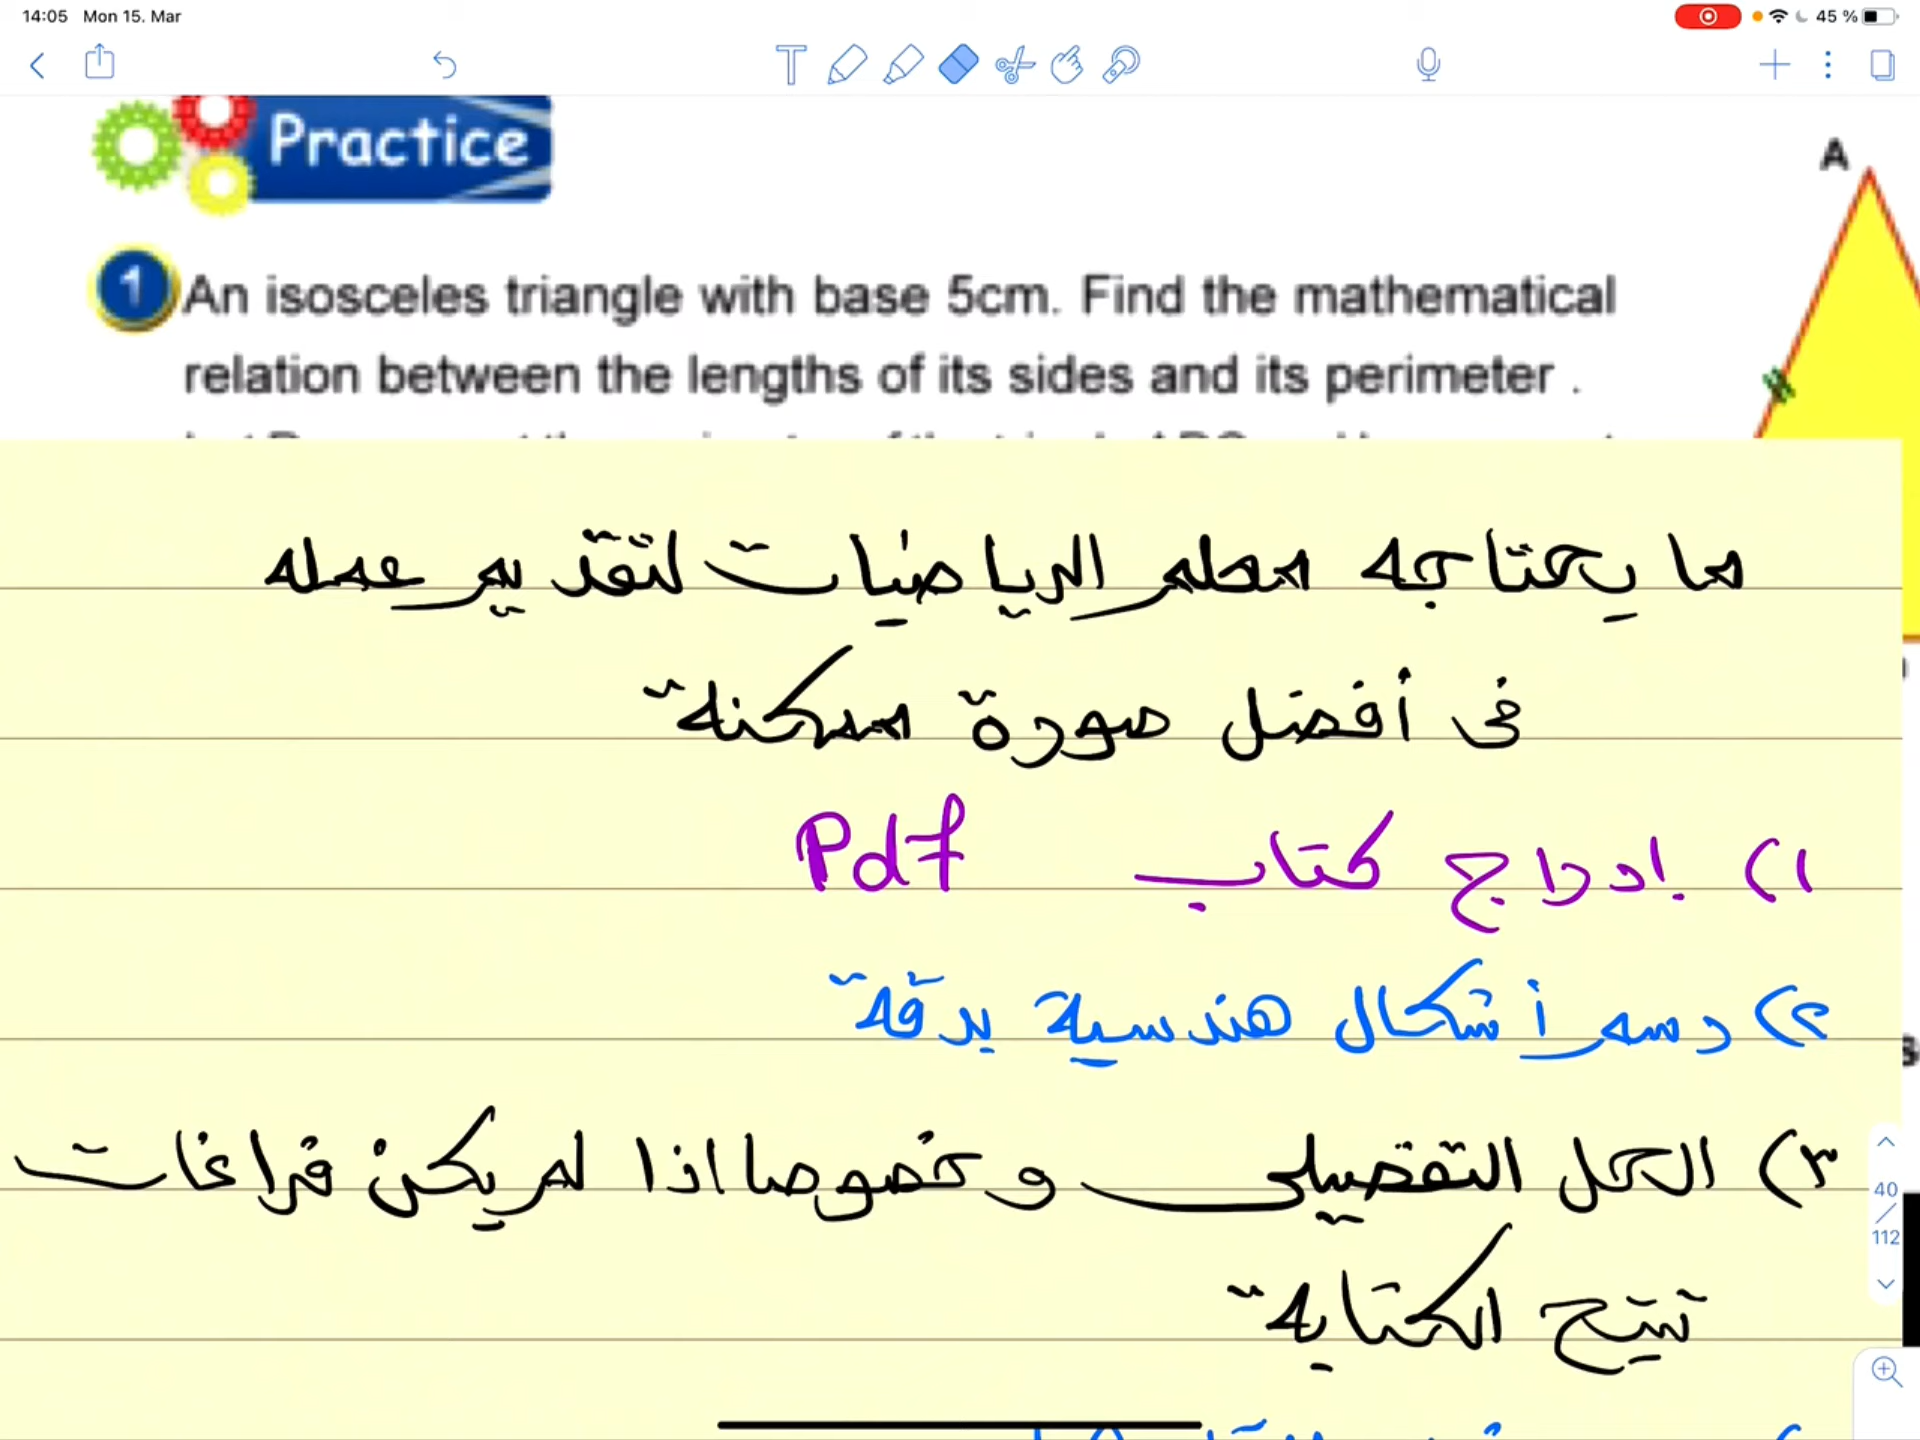 14:05 Mon 15. Mar
45 %
Practice
A
1 An isosceles triangle with base 5cm. Find the mathematical
relation between the lengths of its sides and its perimeter .
ما يحتاجه معلم الرياضيات لتقديم عمله
فى أفضل صورة ممكنة
١) إدراج كتاب Pdf
٢) رسم أشكال هندسية بدقة
٣) الحل التفصيلى وخصوصا اذا لم يكن فراغات
تتيح الكتابة
40
/
112